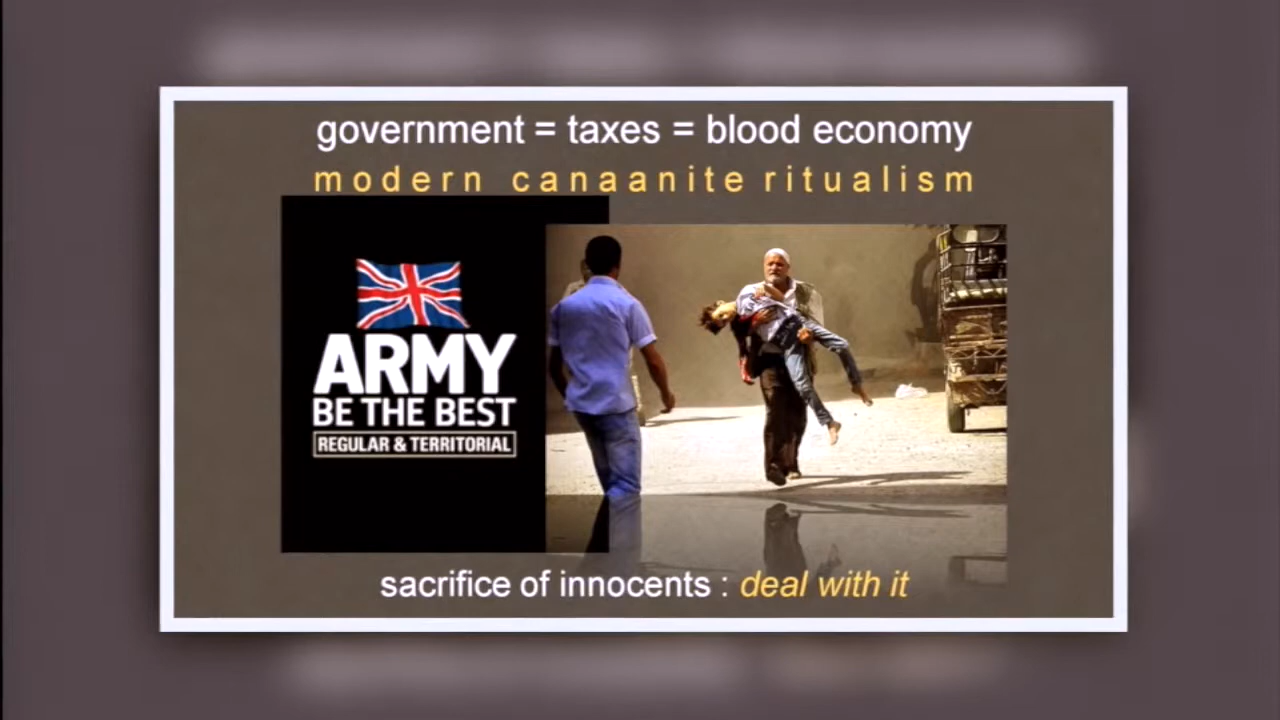 government = taxes = blood economy
modern canaanite ritualism
ARMY
BE THE BEST
REGULAR & TERRITORIAL
sacrifice of innocents : deal with it